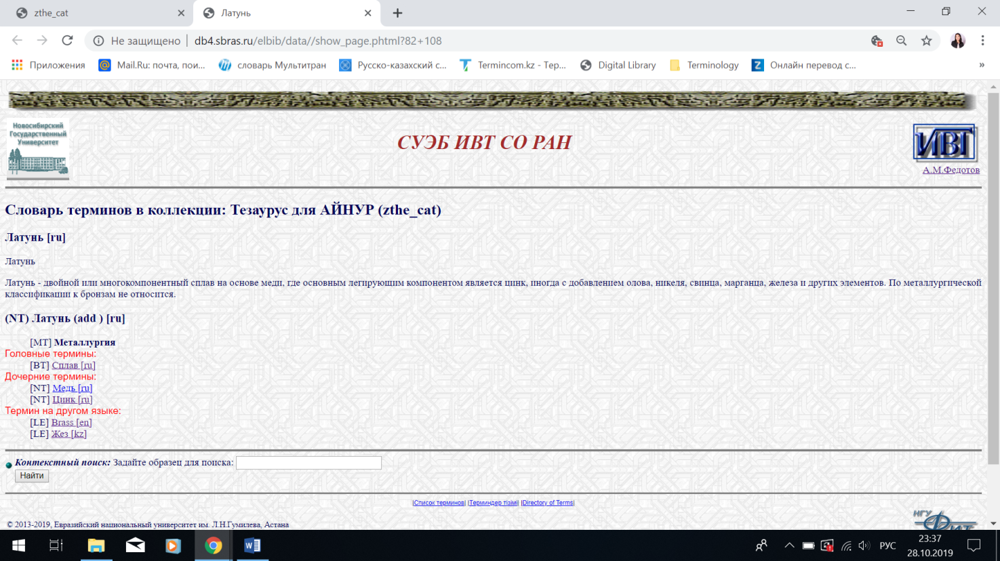 zthe_cat
Латунь
Не защищено | db4.sbras.ru/elbib/data//show_page.phtml?82+108
Приложения Mail.Ru: почта, пои... словарь Мультитран Русско-казахский с... Termincom.kz - Тер... Digital Library Terminology Онлайн перевод с... »
Новосибирский
Государственный
Университет
СУЭБ ИВТ СО РАН
ИВТ
А.М.Федотов
Словарь терминов в коллекции: Тезаурус для АЙНУР (zthe_cat)
Латунь [ru]
Латунь
Латунь - двойной или многокомпонентный сплав на основе меди, где основным легирующим компонентом является цинк, иногда с добавлением олова, никеля, свинца, марганца, железа и других элементов. По металлургической
классификации к бронзам не относится.
(NT) Латунь (add ) [ru]
[MT] Металлургия
Головные термины:
[BT] Сплав [ru]
Дочерние термины:
[NT] Медь [ru]
[NT] Цинк [ru]
Термин на другом языке:
[LE] Brass [en]
[LE] Жез [kz]
Контекстный поиск: Задайте образец для поиска:
Найти
|Список терминов| |Терминдер тізімі| |Directory of Terms|
НГУ
ФИТ
© 2013-2019, Евразийский национальный университет им. Л.Н.Гумилева, Астана
РУС
23:37
28.10.2019